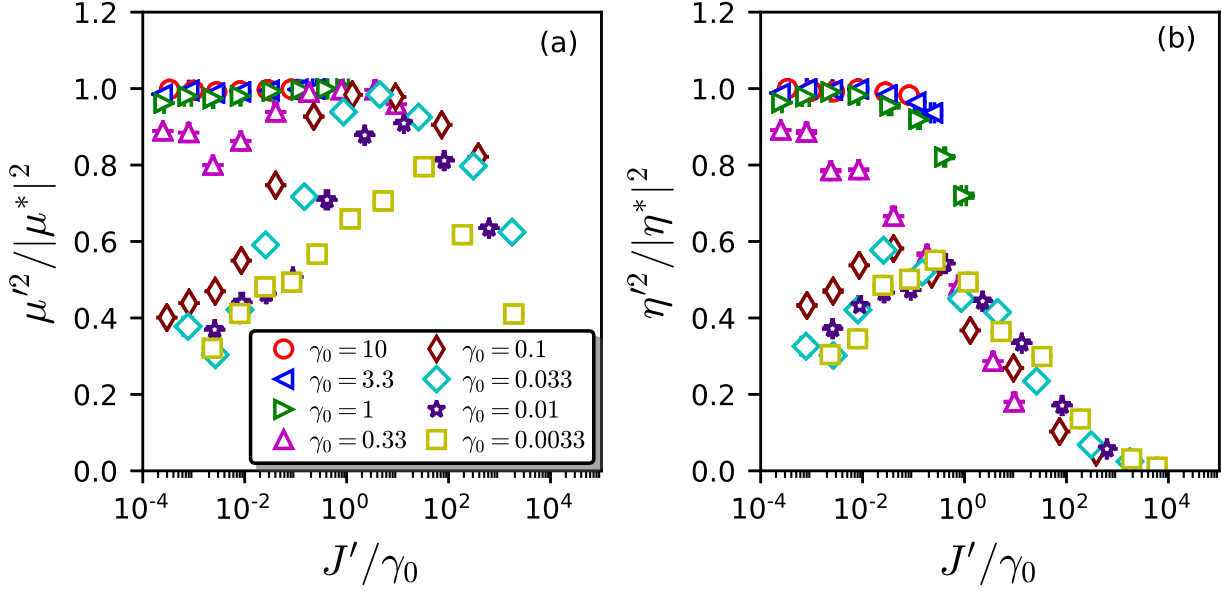 (a)
1.2
1.0
0.8
0.6
0.4
0.2
0.0
μ′²/|μ*|²
γ₀ = 10
γ₀ = 3.3
γ₀ = 1
γ₀ = 0.33
γ₀ = 0.1
γ₀ = 0.033
γ₀ = 0.01
γ₀ = 0.0033
10⁻⁴ 10⁻² 10⁰ 10² 10⁴
J′/γ₀
(b)
1.2
1.0
0.8
0.6
0.4
0.2
0.0
η′²/|η*|²
10⁻⁴ 10⁻² 10⁰ 10² 10⁴
J′/γ₀